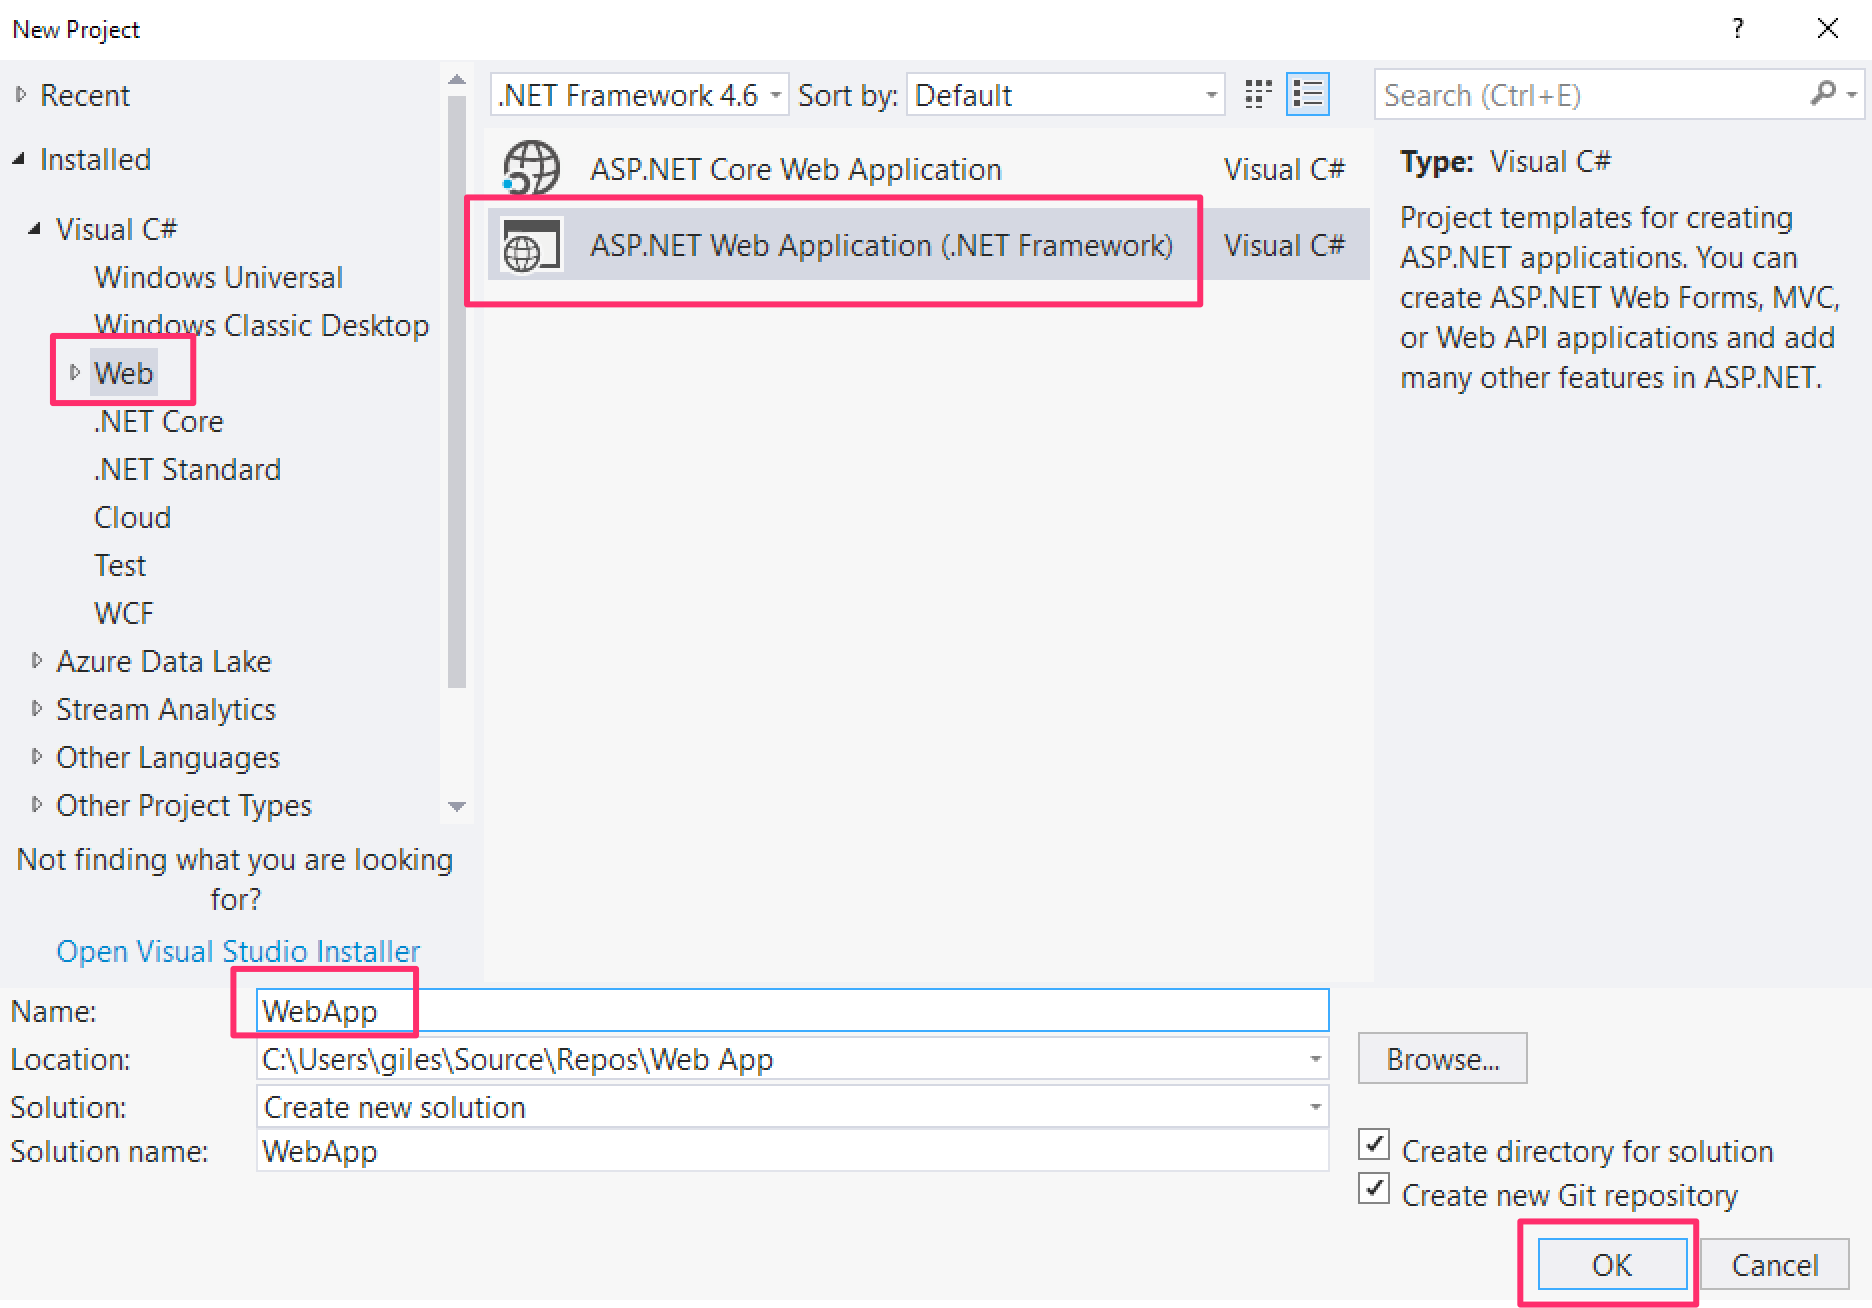 New Project
?
Recent
Installed
Visual C#
Windows Universal
Windows Classic Desktop
Web
.NET Core
.NET Standard
Cloud
Test
WCF
Azure Data Lake
Stream Analytics
Other Languages
Other Project Types
Not finding what you are looking
for?
Open Visual Studio Installer
.NET Framework 4.6 Sort by: Default
ASP.NET Core Web Application Visual C#
ASP.NET Web Application (.NET Framework) Visual C#
Search (Ctrl+E)
Type: Visual C#
Project templates for creating
ASP.NET applications. You can
create ASP.NET Web Forms, MVC,
or Web API applications and add
many other features in ASP.NET.
Name: WebApp
Location: C:\Users\giles\Source\Repos\Web App
Browse...
Solution: Create new solution
Solution name: WebApp
Create directory for solution
Create new Git repository
OK Cancel